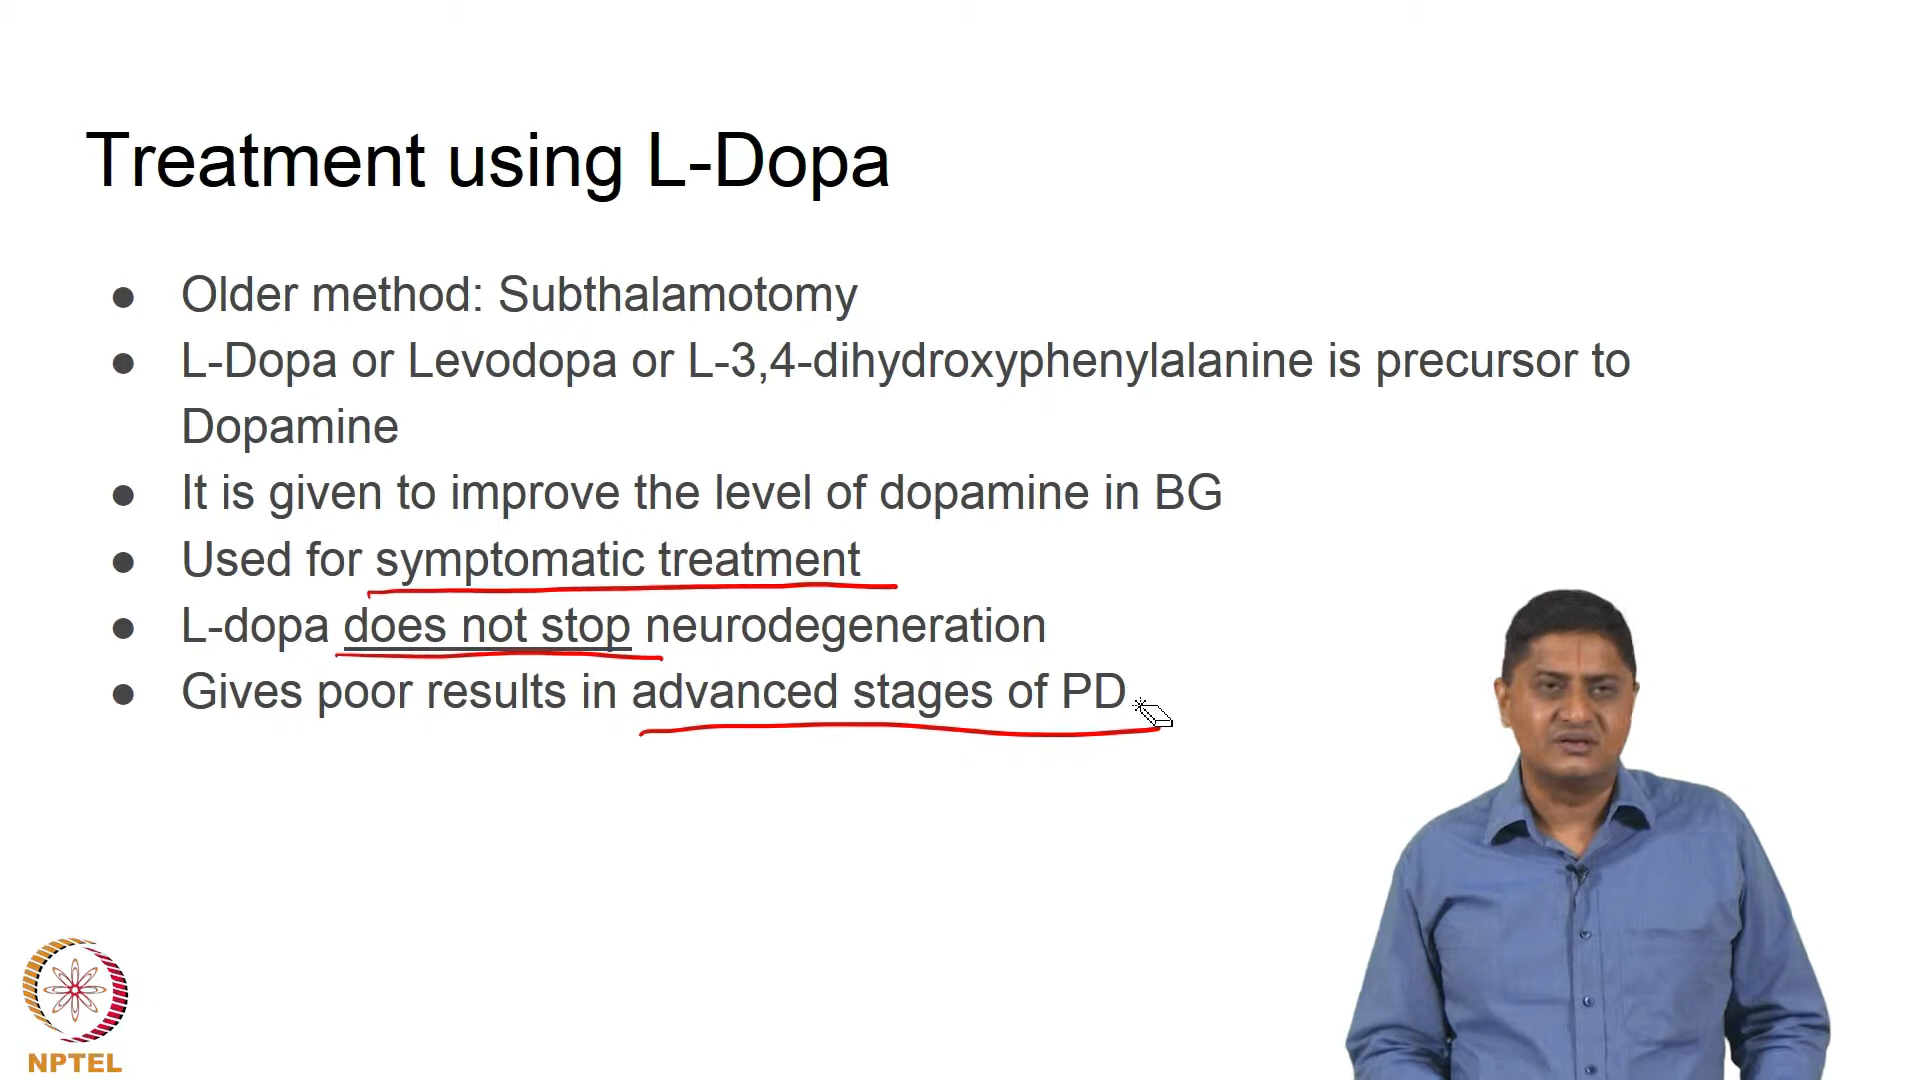 Treatment using L-Dopa
● Older method: Subthalamotomy
● L-Dopa or Levodopa or L-3,4-dihydroxyphenylalanine is precursor to
Dopamine
● It is given to improve the level of dopamine in BG
● Used for symptomatic treatment
● L-dopa does not stop neurodegeneration
● Gives poor results in advanced stages of PD
NPTEL